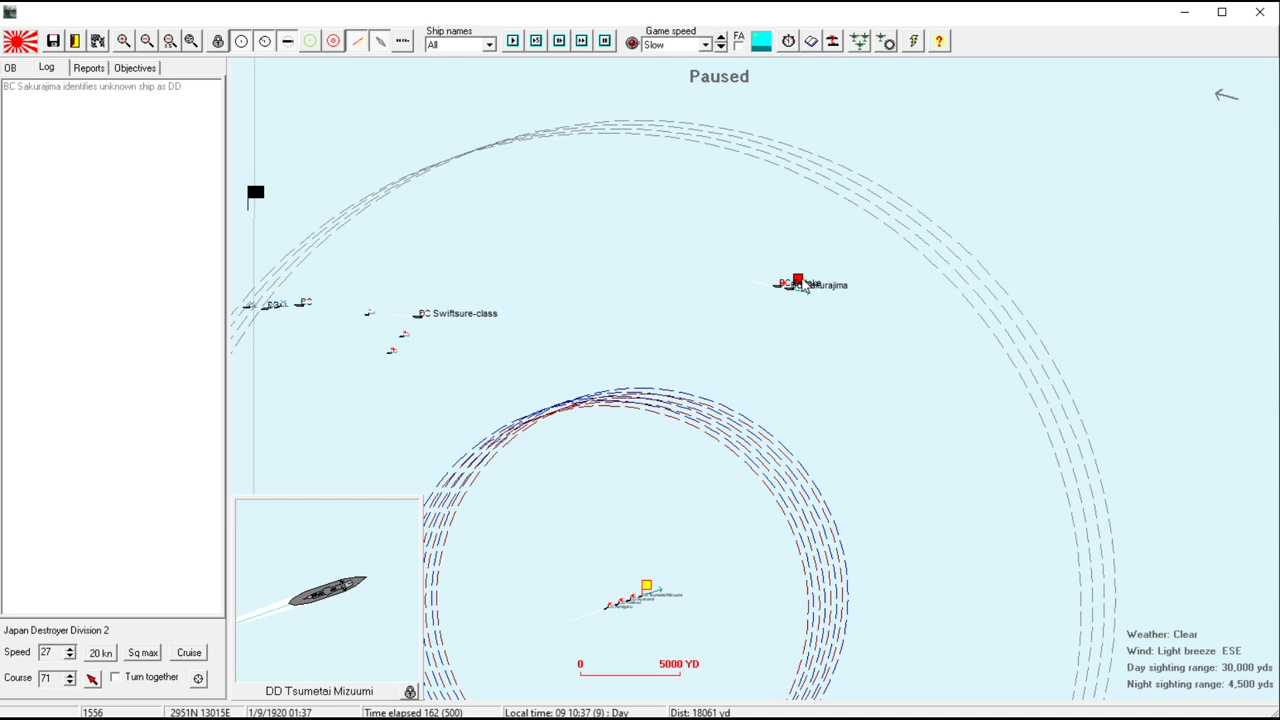 Ship names
All
Game speed
Slow
FA
OB Log Reports Objectives
BC Sakurajima identifies unknown ship as DD
Paused
BC
BC Swiftsure-class
Sakurajima
DD Tsumetai Mizuumi
0 5000 YD
Weather: Clear
Wind: Light breeze ESE
Day sighting range: 30,000 yds
Night sighting range: 4,500 yds
DD Tsumetai Mizuumi
Japan Destroyer Division 2
Speed 27 20 kn Sq max Cruise
Course 71 Turn together
1556 2951N 13015E 1/9/1920 01:37 Time elapsed 162 (500) Local time: 09 10:37 (9) : Day Dist: 18061 yd